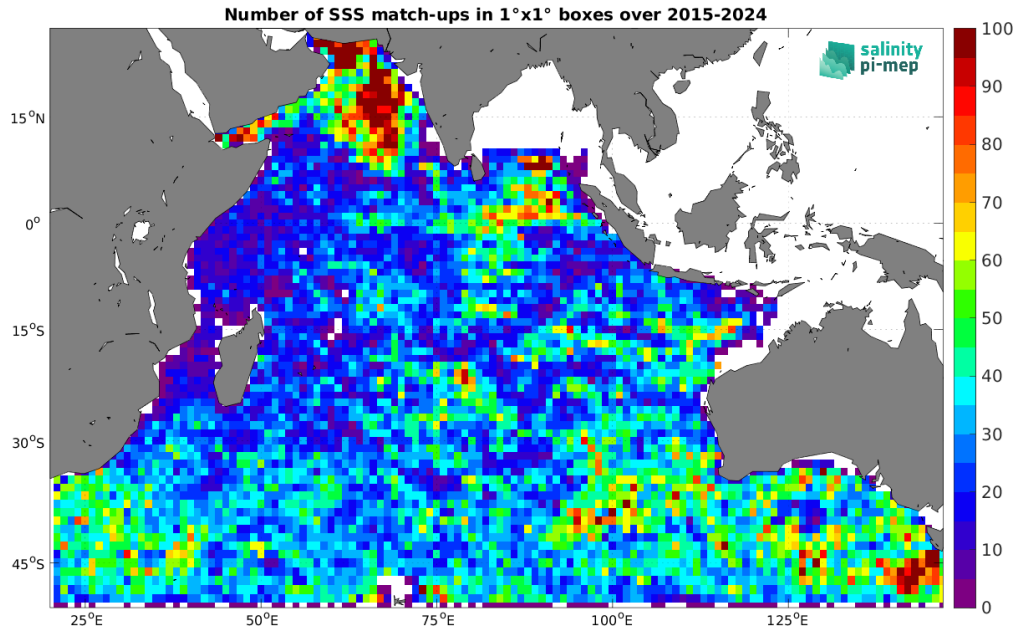 Number of SSS match-ups in 1°x1° boxes over 2015-2024
salinity
pi-mep
100
90
80
70
60
50
40
30
20
10
0
15°N
0°
15°S
30°S
45°S
25°E
50°E
75°E
100°E
125°E